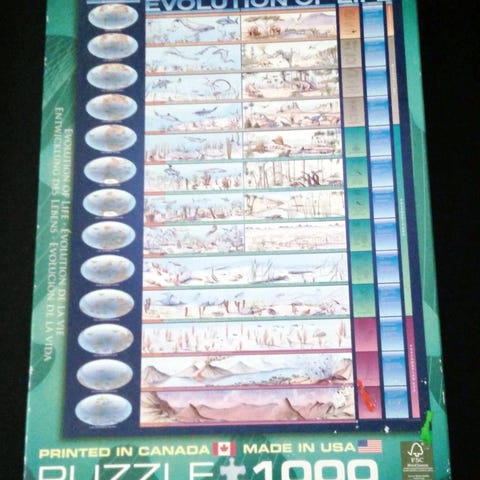 EVOLUTION OF LIFE
EVOLUTION OF LIFE · ÉVOLUTION DE LA VIE
ENTWICKLUNG DES LEBENS · EVOLUCIÓN DE LA VIDA
PRINTED IN CANADA MADE IN USA
PUZZLE 1000
FSC